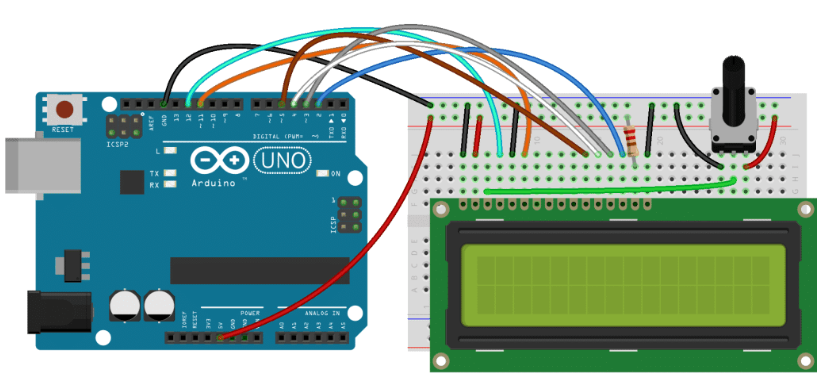 RESET
ICSP2
AREF
GND
13
12
~11
~10
~9
8
7
~6
~5
4
~3
2
TX▶1
RX◀0
DIGITAL (PWM= ~)
L
TX
RX
Arduino
UNO
ON
ICSP
IOREF
RESET
3V3
5V
GND
POWER
ANALOG IN
A0
A1
A2
A3
A4
A5
A B C D E